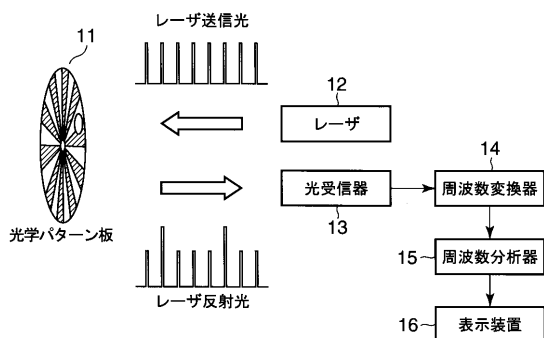 レーザ送信光
11
12
レーザ
光受信器
13
14
周波数変換器
光学パターン板
15
周波数分析器
レーザ反射光
16
表示装置